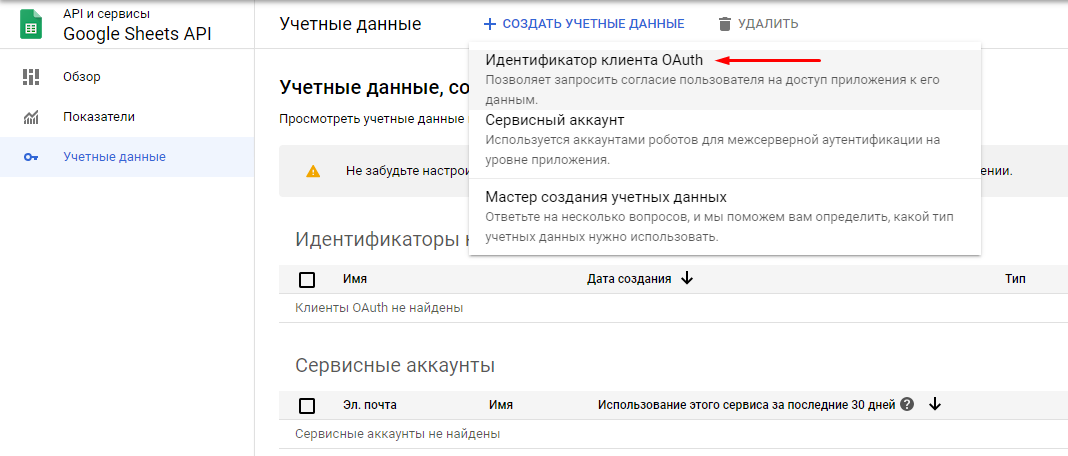 API и сервисы
Google Sheets API
Обзор
Показатели
Учетные данные
Учетные данные
СОЗДАТЬ УЧЕТНЫЕ ДАННЫЕ
УДАЛИТЬ
Идентификатор клиента OAuth
Позволяет запросить согласие пользователя на доступ приложения к его
данным.
Сервисный аккаунт
Используется аккаунтами роботов для межсерверной аутентификации на
уровне приложения.
Мастер создания учетных данных
Ответьте на несколько вопросов, и мы поможем вам определить, какой тип
учетных данных нужно использовать.
Учетные данные, со
Просмотреть учетные данные
Не забудьте настрои
ении.
Идентификаторы
Имя
Дата создания
Тип
Клиенты OAuth не найдены
Сервисные аккаунты
Эл. почта
Имя
Использование этого сервиса за последние 30 дней
Сервисные аккаунты не найдены